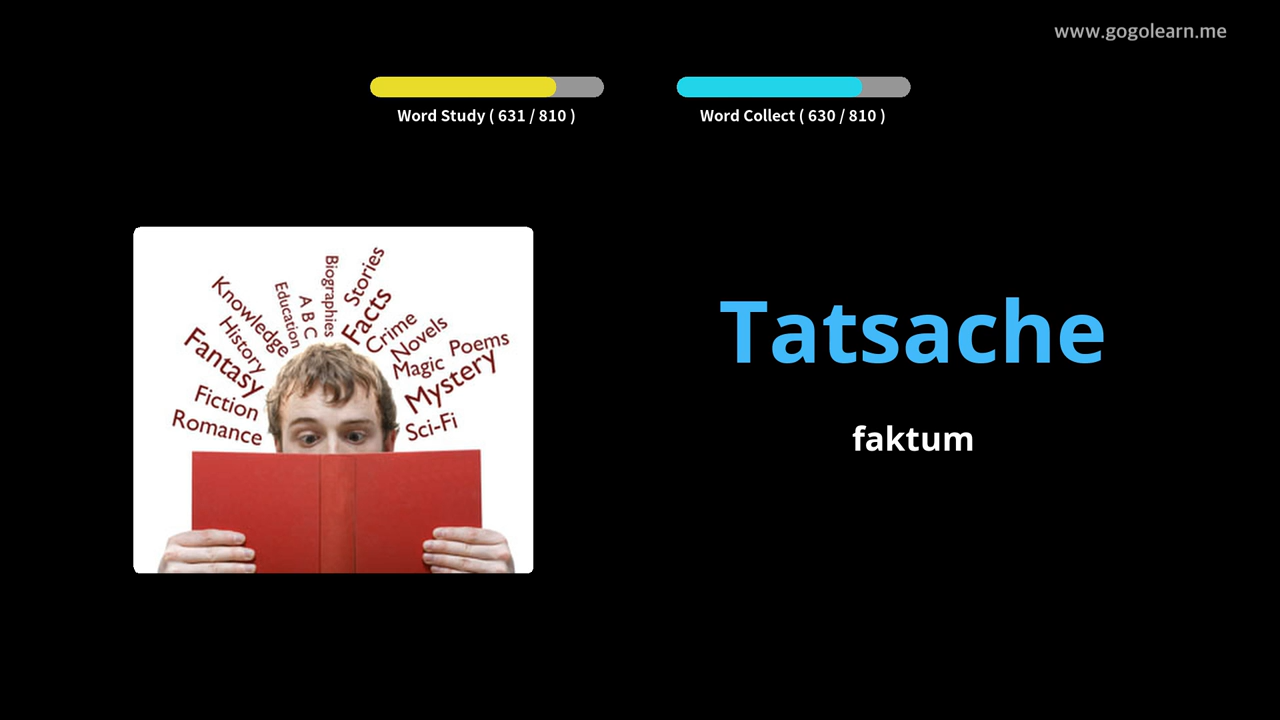 www.gogolearn.me
Word Study ( 631 / 810 )
Word Collect ( 630 / 810 )
Knowledge
History
Fantasy
Fiction
Romance
Education
A B C
Biographies
Stories
Facts
Crime
Novels
Magic
Poems
Mystery
Sci-Fi
Tatsache
faktum